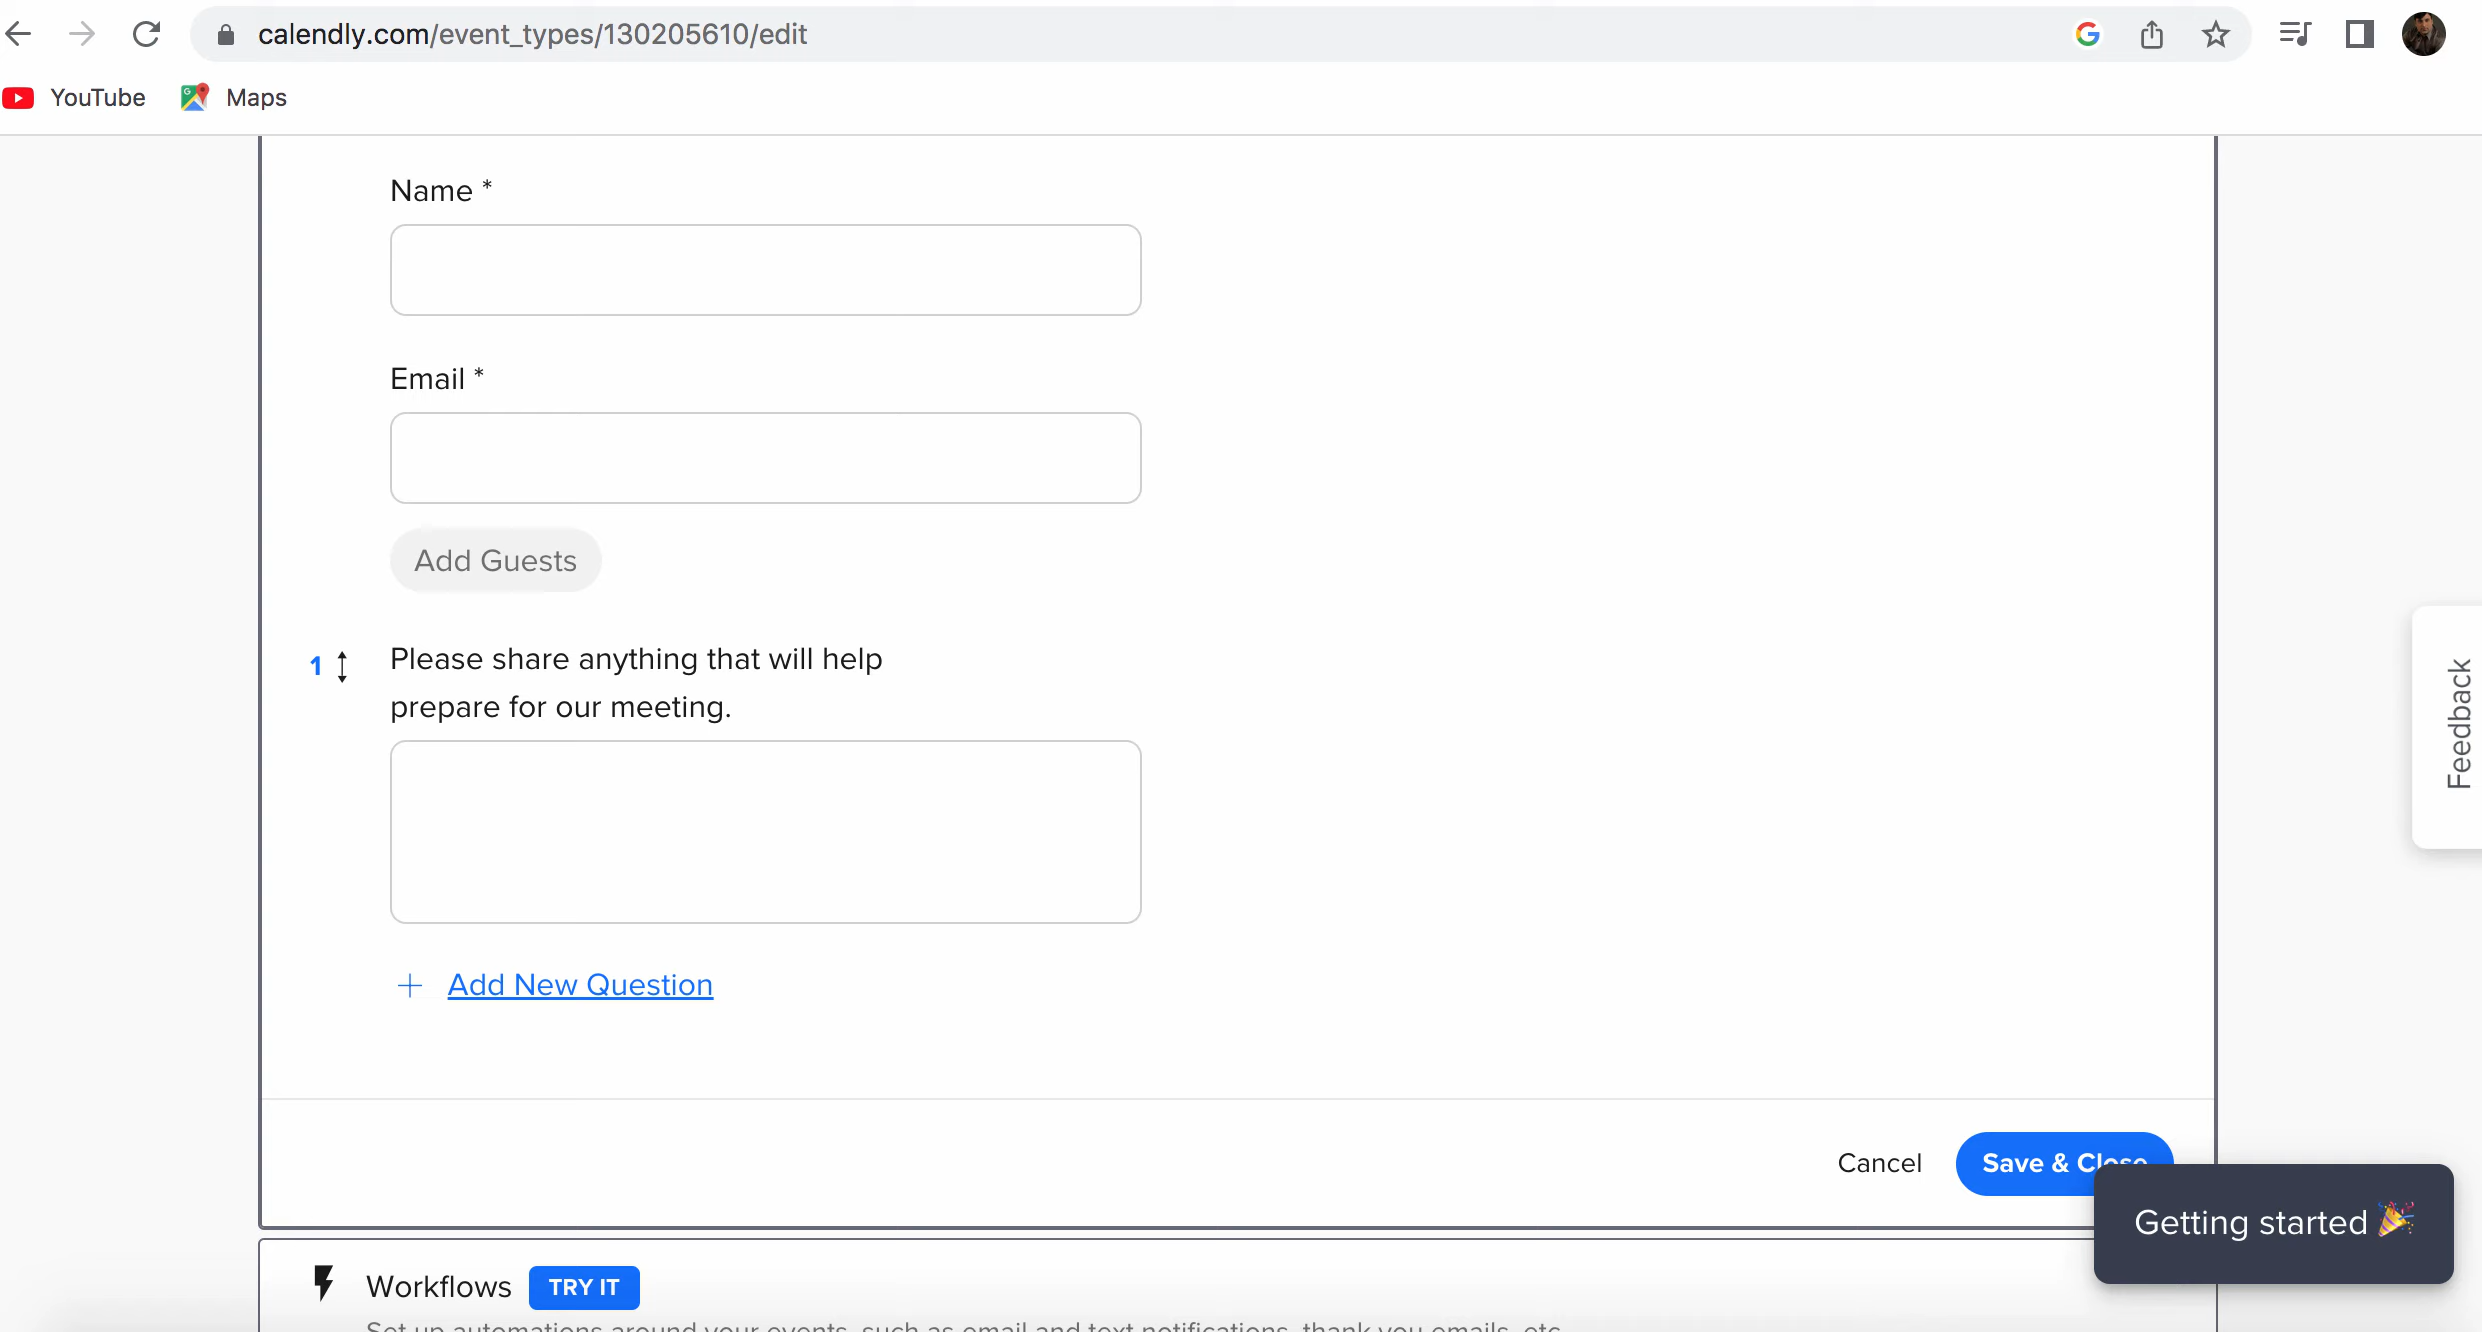 calendly.com/event_types/130205610/edit
YouTube Maps
Name *
Email *
Add Guests
1 Please share anything that will help
prepare for our meeting.
Feedback
+ Add New Question
Cancel Save & Close
Getting started 🎉
Workflows TRY IT
Set up automations around your events, such as email and text notifications, thank you emails, etc.